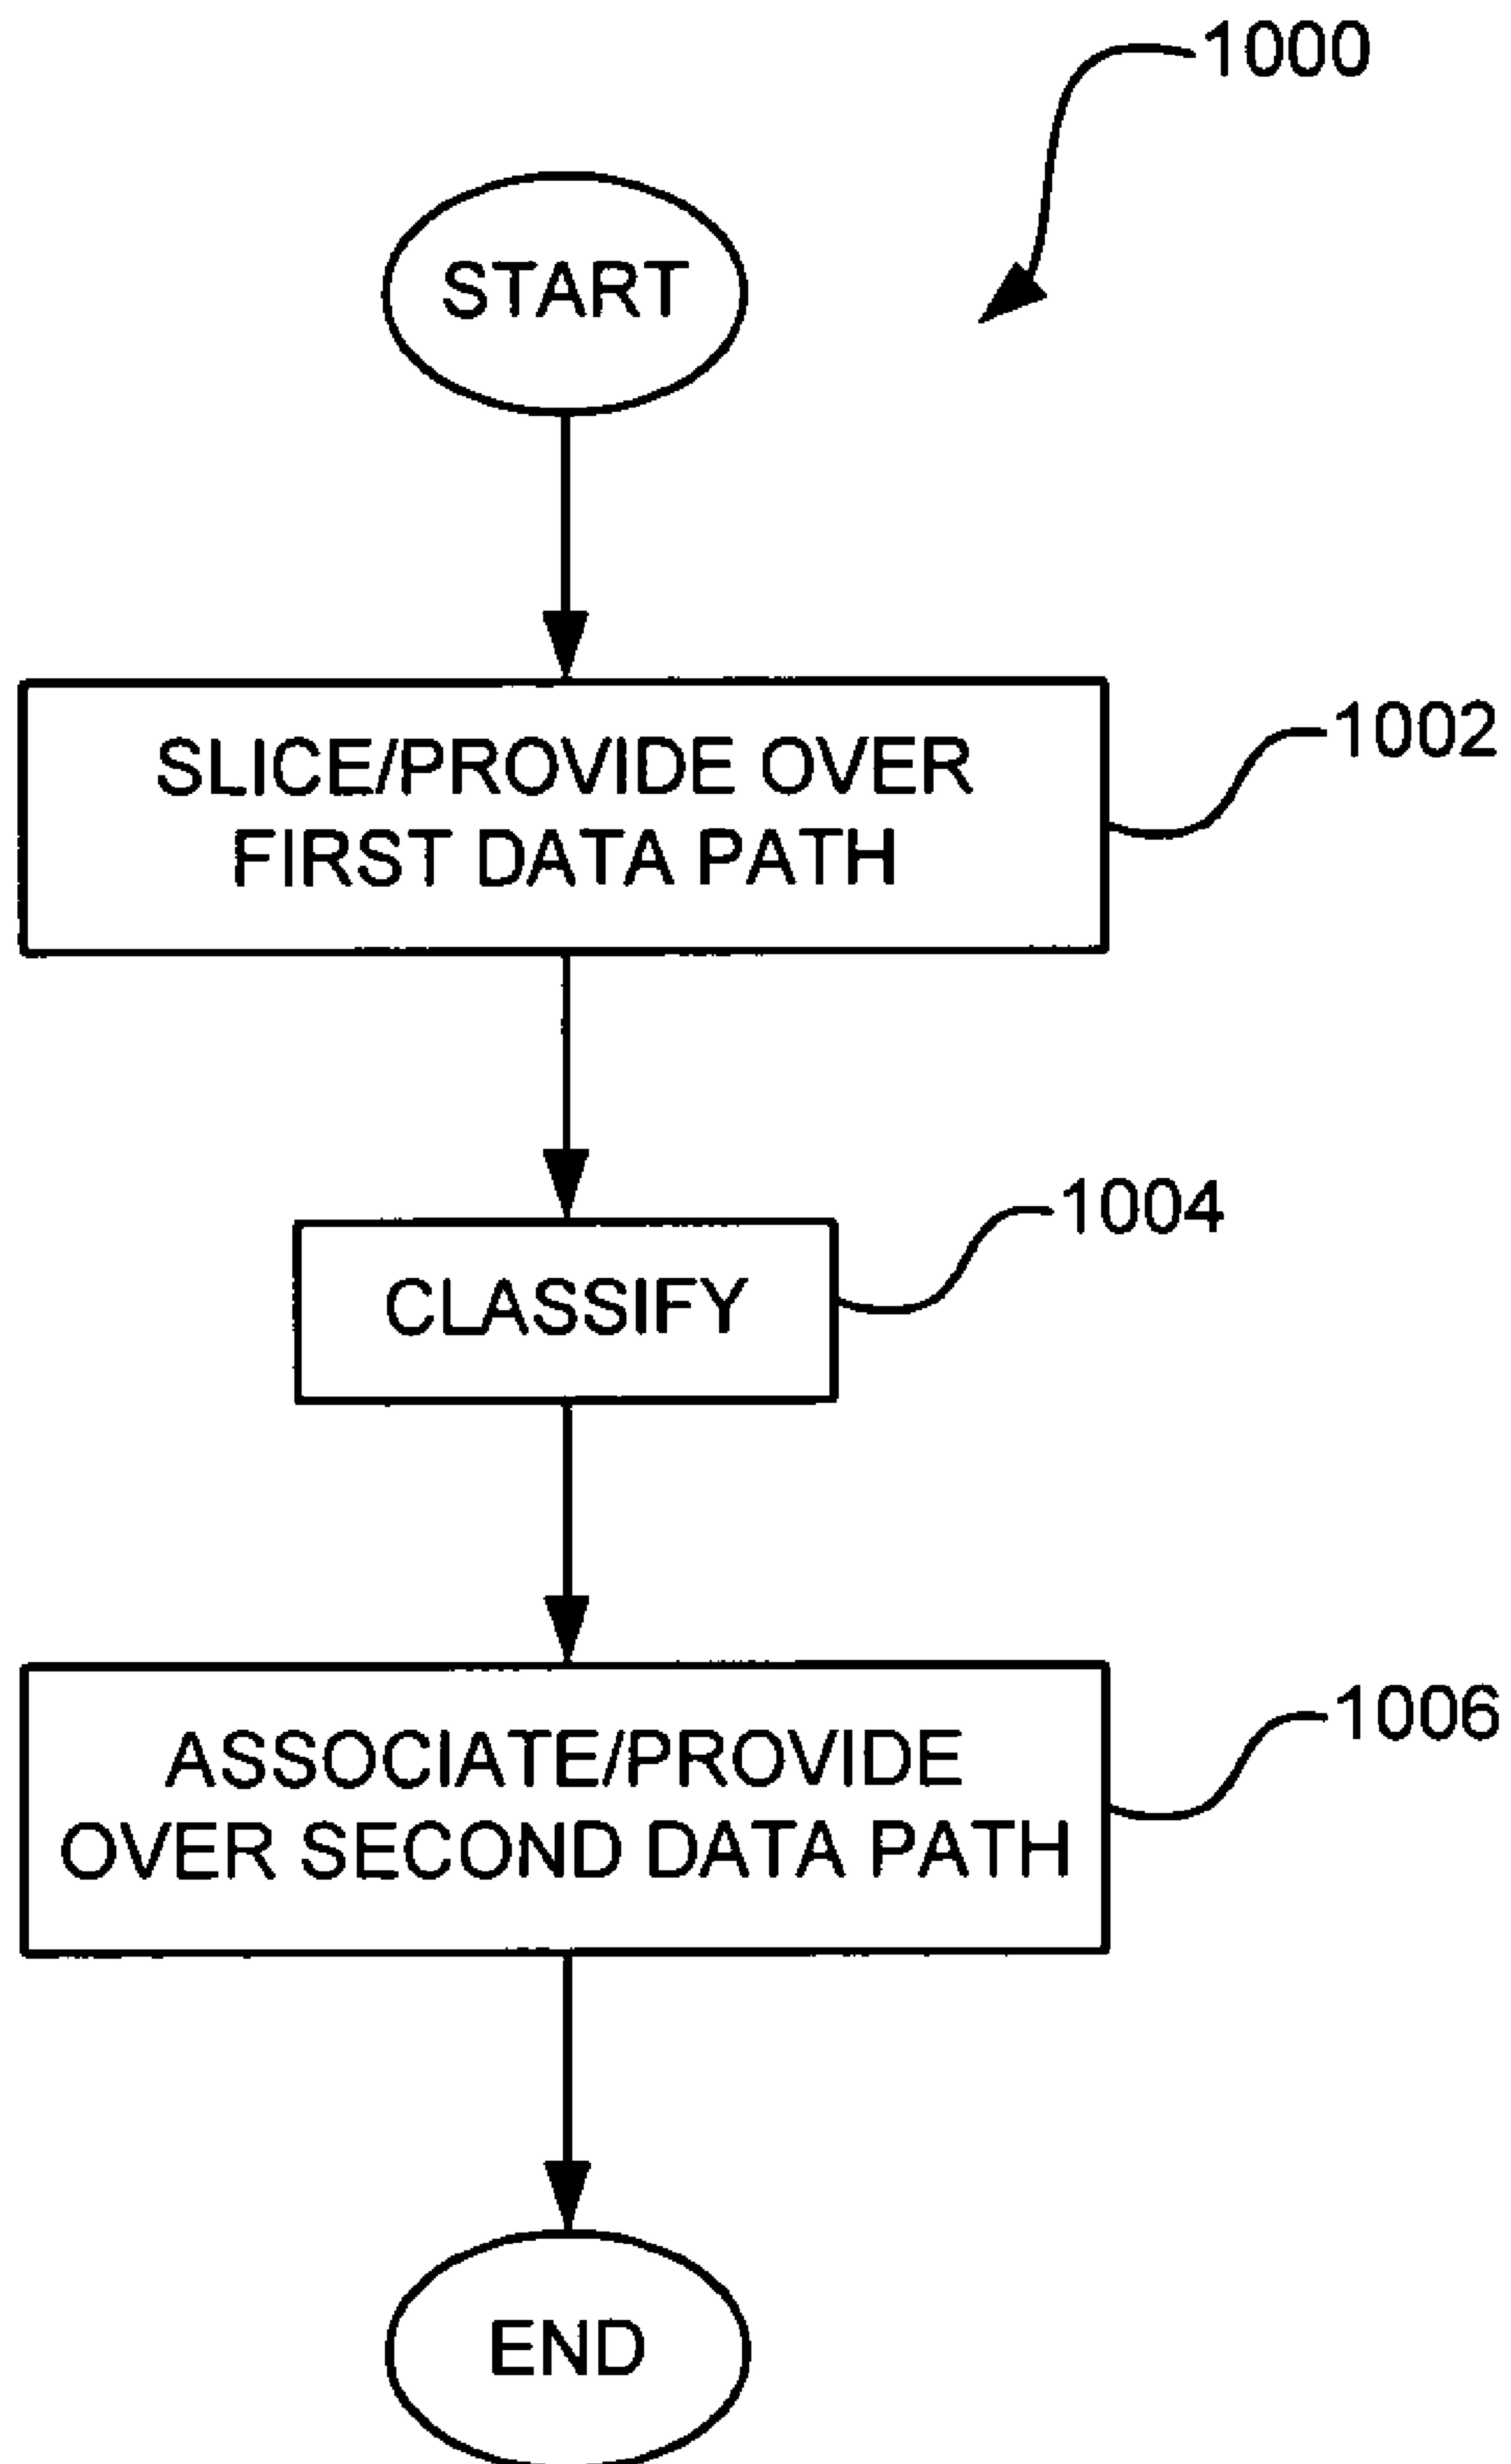 1000
START
SLICE/PROVIDE OVER
FIRST DATA PATH
1002
CLASSIFY
1004
ASSOCIATE/PROVIDE
OVER SECOND DATA PATH
1006
END